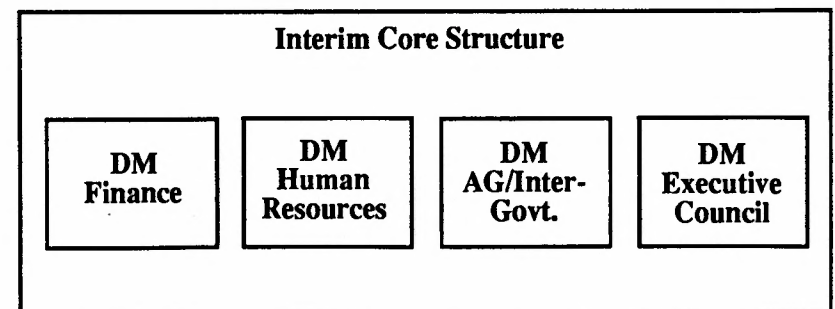 Interim Core Structure
DM
Finance
DM
Human
Resources
DM
AG/Inter-
Govt.
DM
Executive
Council